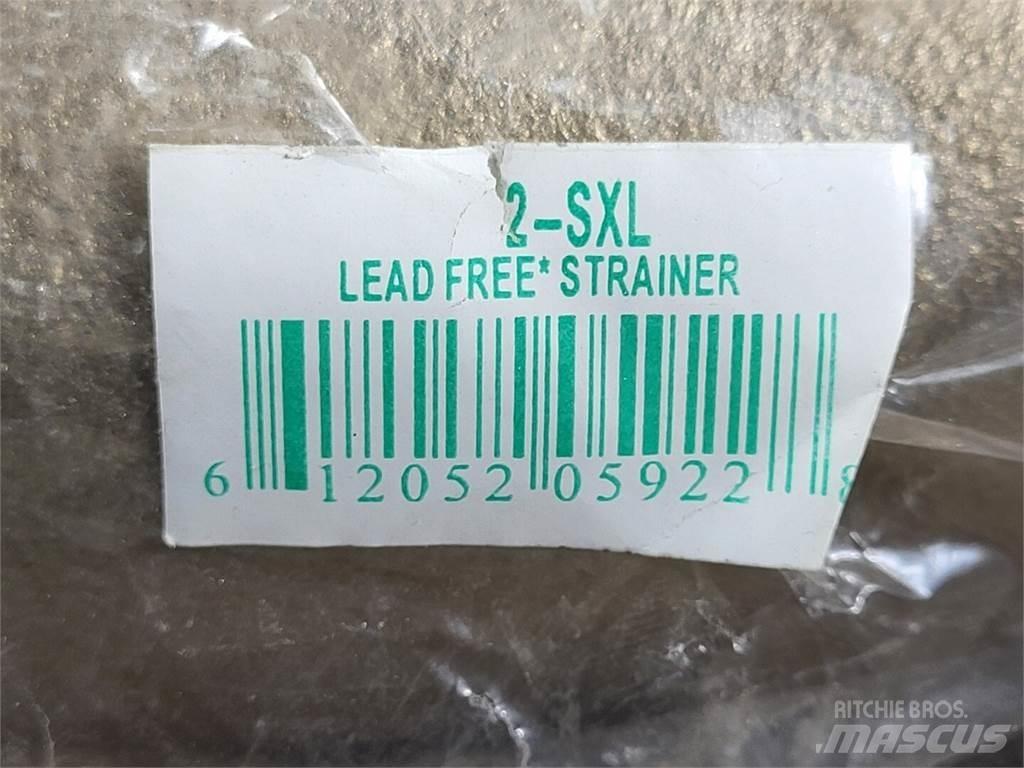 2-SXL
LEAD FREE* STRAINER
6 12052 05922 8
RITCHIE BROS.
MASCUS